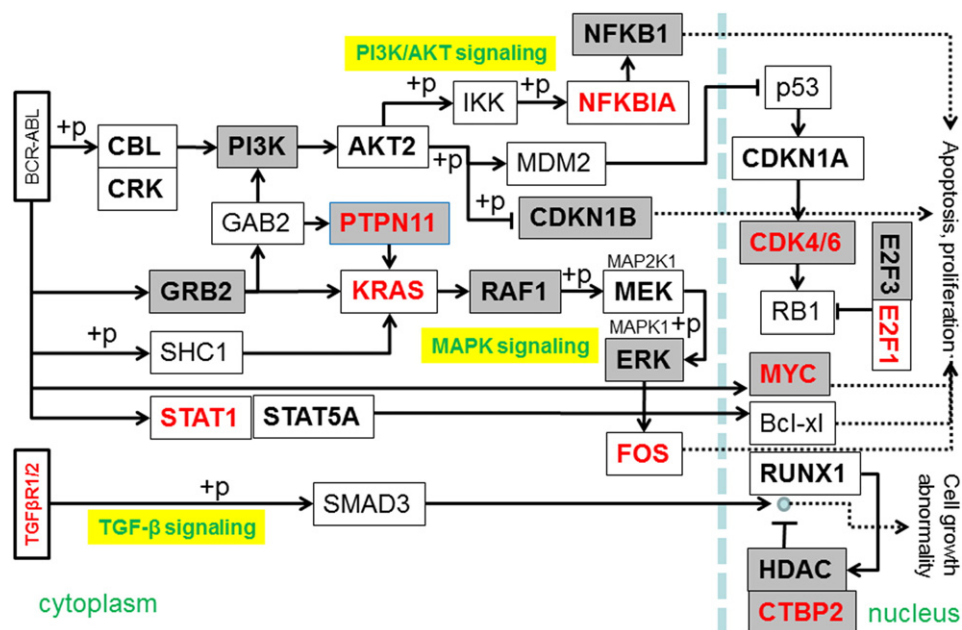 NFKB1
PI3K/AKT signaling
+p
+p
IKK
NFKBIA
p53
BCR-ABL
+p
CBL
CRK
PI3K
AKT2
+p
MDM2
CDKN1A
Apoptosis, proliferation
GAB2
PTPN11
CDKN1B
CDK4/6
E2F3
E2F1
GRB2
KRAS
RAF1
+p
MAP2K1
MEK
RB1
+p
SHC1
MAPK signaling
MAPK1
+p
ERK
MYC
STAT1
STAT5A
Bcl-xl
FOS
TGFβR1/2
+p
SMAD3
TGF-β signaling
RUNX1
Cell growth
abnormality
HDAC
CTBP2
cytoplasm
nucleus